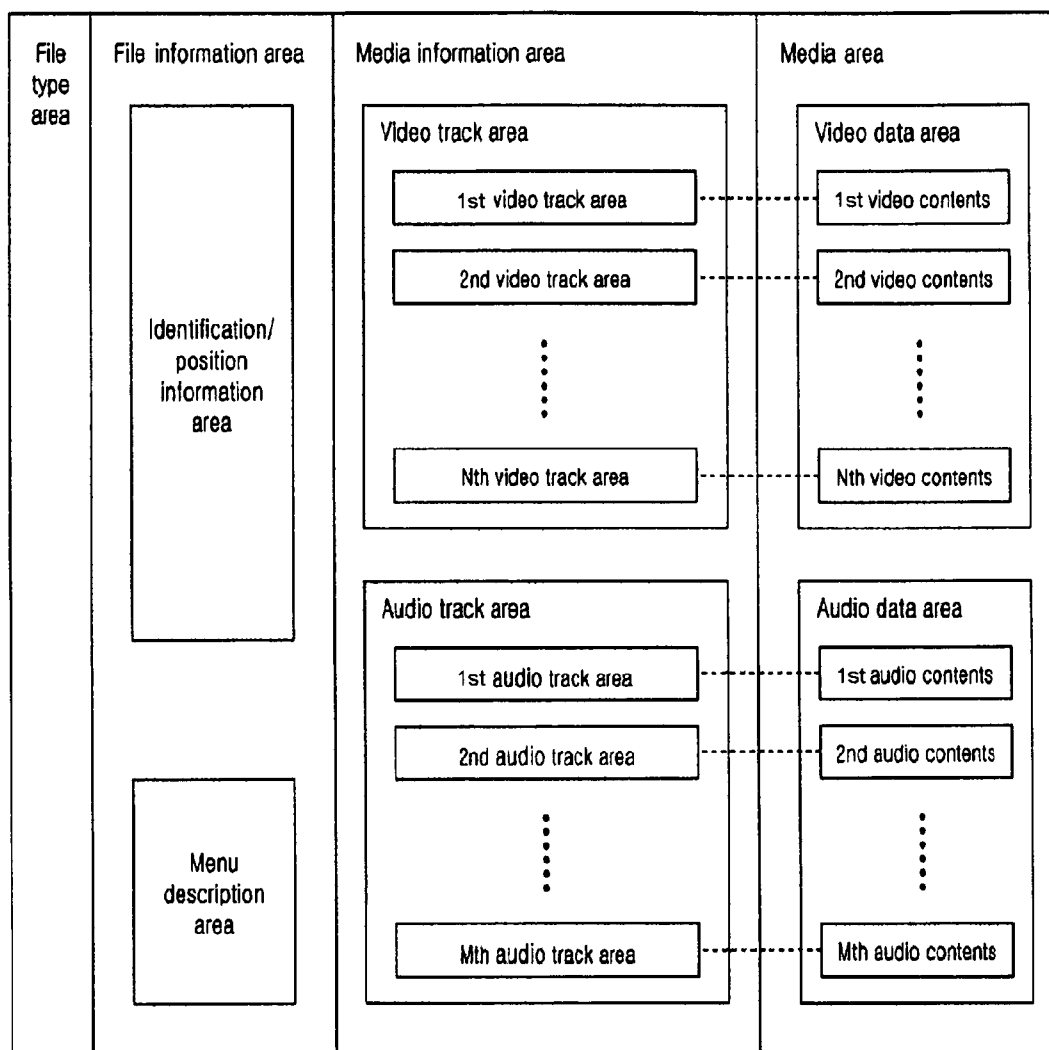 File
type
area
File information area
Identification/
position
information
area
Menu
description
area
Media information area
Video track area
1st video track area
2nd video track area
Nth video track area
Audio track area
1st audio track area
2nd audio track area
Mth audio track area
Media area
Video data area
1st video contents
2nd video contents
Nth video contents
Audio data area
1st audio contents
2nd audio contents
Mth audio contents